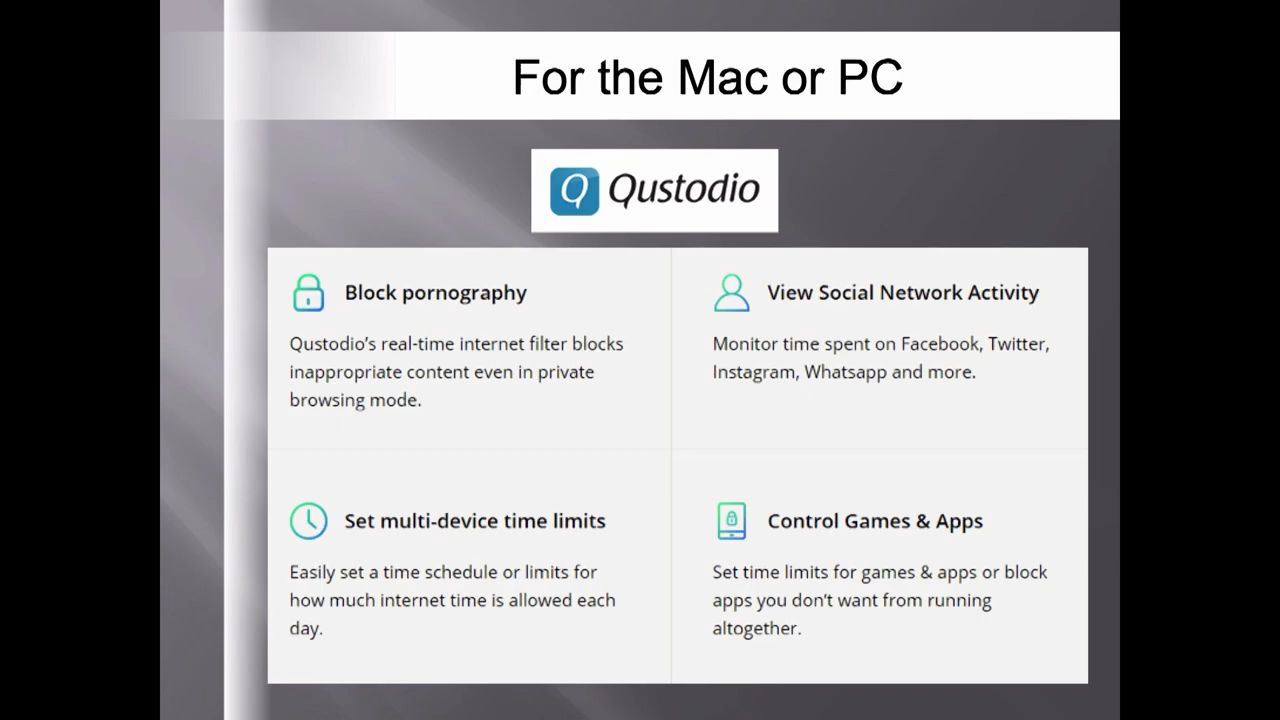 For the Mac or PC
Q Qustodio
Block pornography
Qustodio's real-time internet filter blocks
inappropriate content even in private
browsing mode.
View Social Network Activity
Monitor time spent on Facebook, Twitter,
Instagram, Whatsapp and more.
Set multi-device time limits
Easily set a time schedule or limits for
how much internet time is allowed each
day.
Control Games & Apps
Set time limits for games & apps or block
apps you don't want from running
altogether.